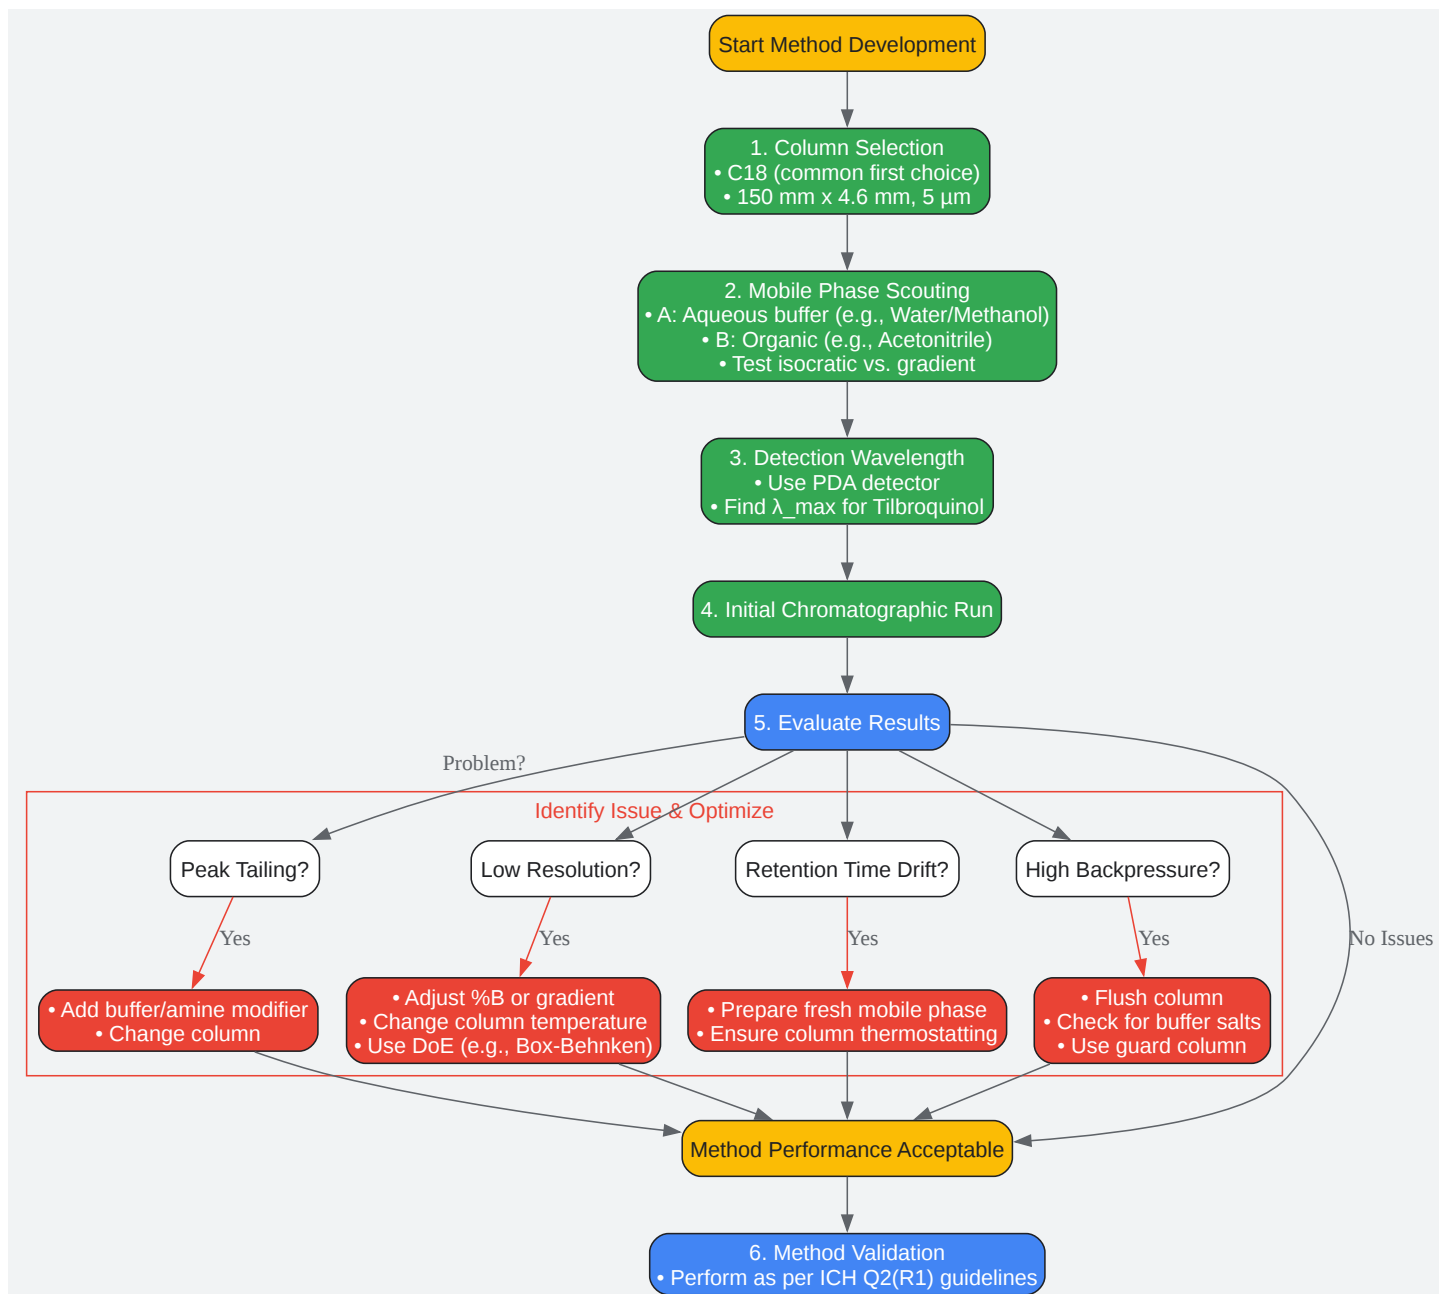 Start Method Development
1. Column Selection
• C18 (common first choice)
• 150 mm x 4.6 mm, 5 µm
2. Mobile Phase Scouting
• A: Aqueous buffer (e.g., Water/Methanol)
• B: Organic (e.g., Acetonitrile)
• Test isocratic vs. gradient
3. Detection Wavelength
• Use PDA detector
• Find λ_max for Tilbroquinol
4. Initial Chromatographic Run
5. Evaluate Results
Problem?
Identify Issue & Optimize
Peak Tailing?
Low Resolution?
Retention Time Drift?
High Backpressure?
Yes
Yes
Yes
Yes
No Issues
• Add buffer/amine modifier
• Change column
• Adjust %B or gradient
• Change column temperature
• Use DoE (e.g., Box-Behnken)
• Prepare fresh mobile phase
• Ensure column thermostatting
• Flush column
• Check for buffer salts
• Use guard column
Method Performance Acceptable
6. Method Validation
• Perform as per ICH Q2(R1) guidelines